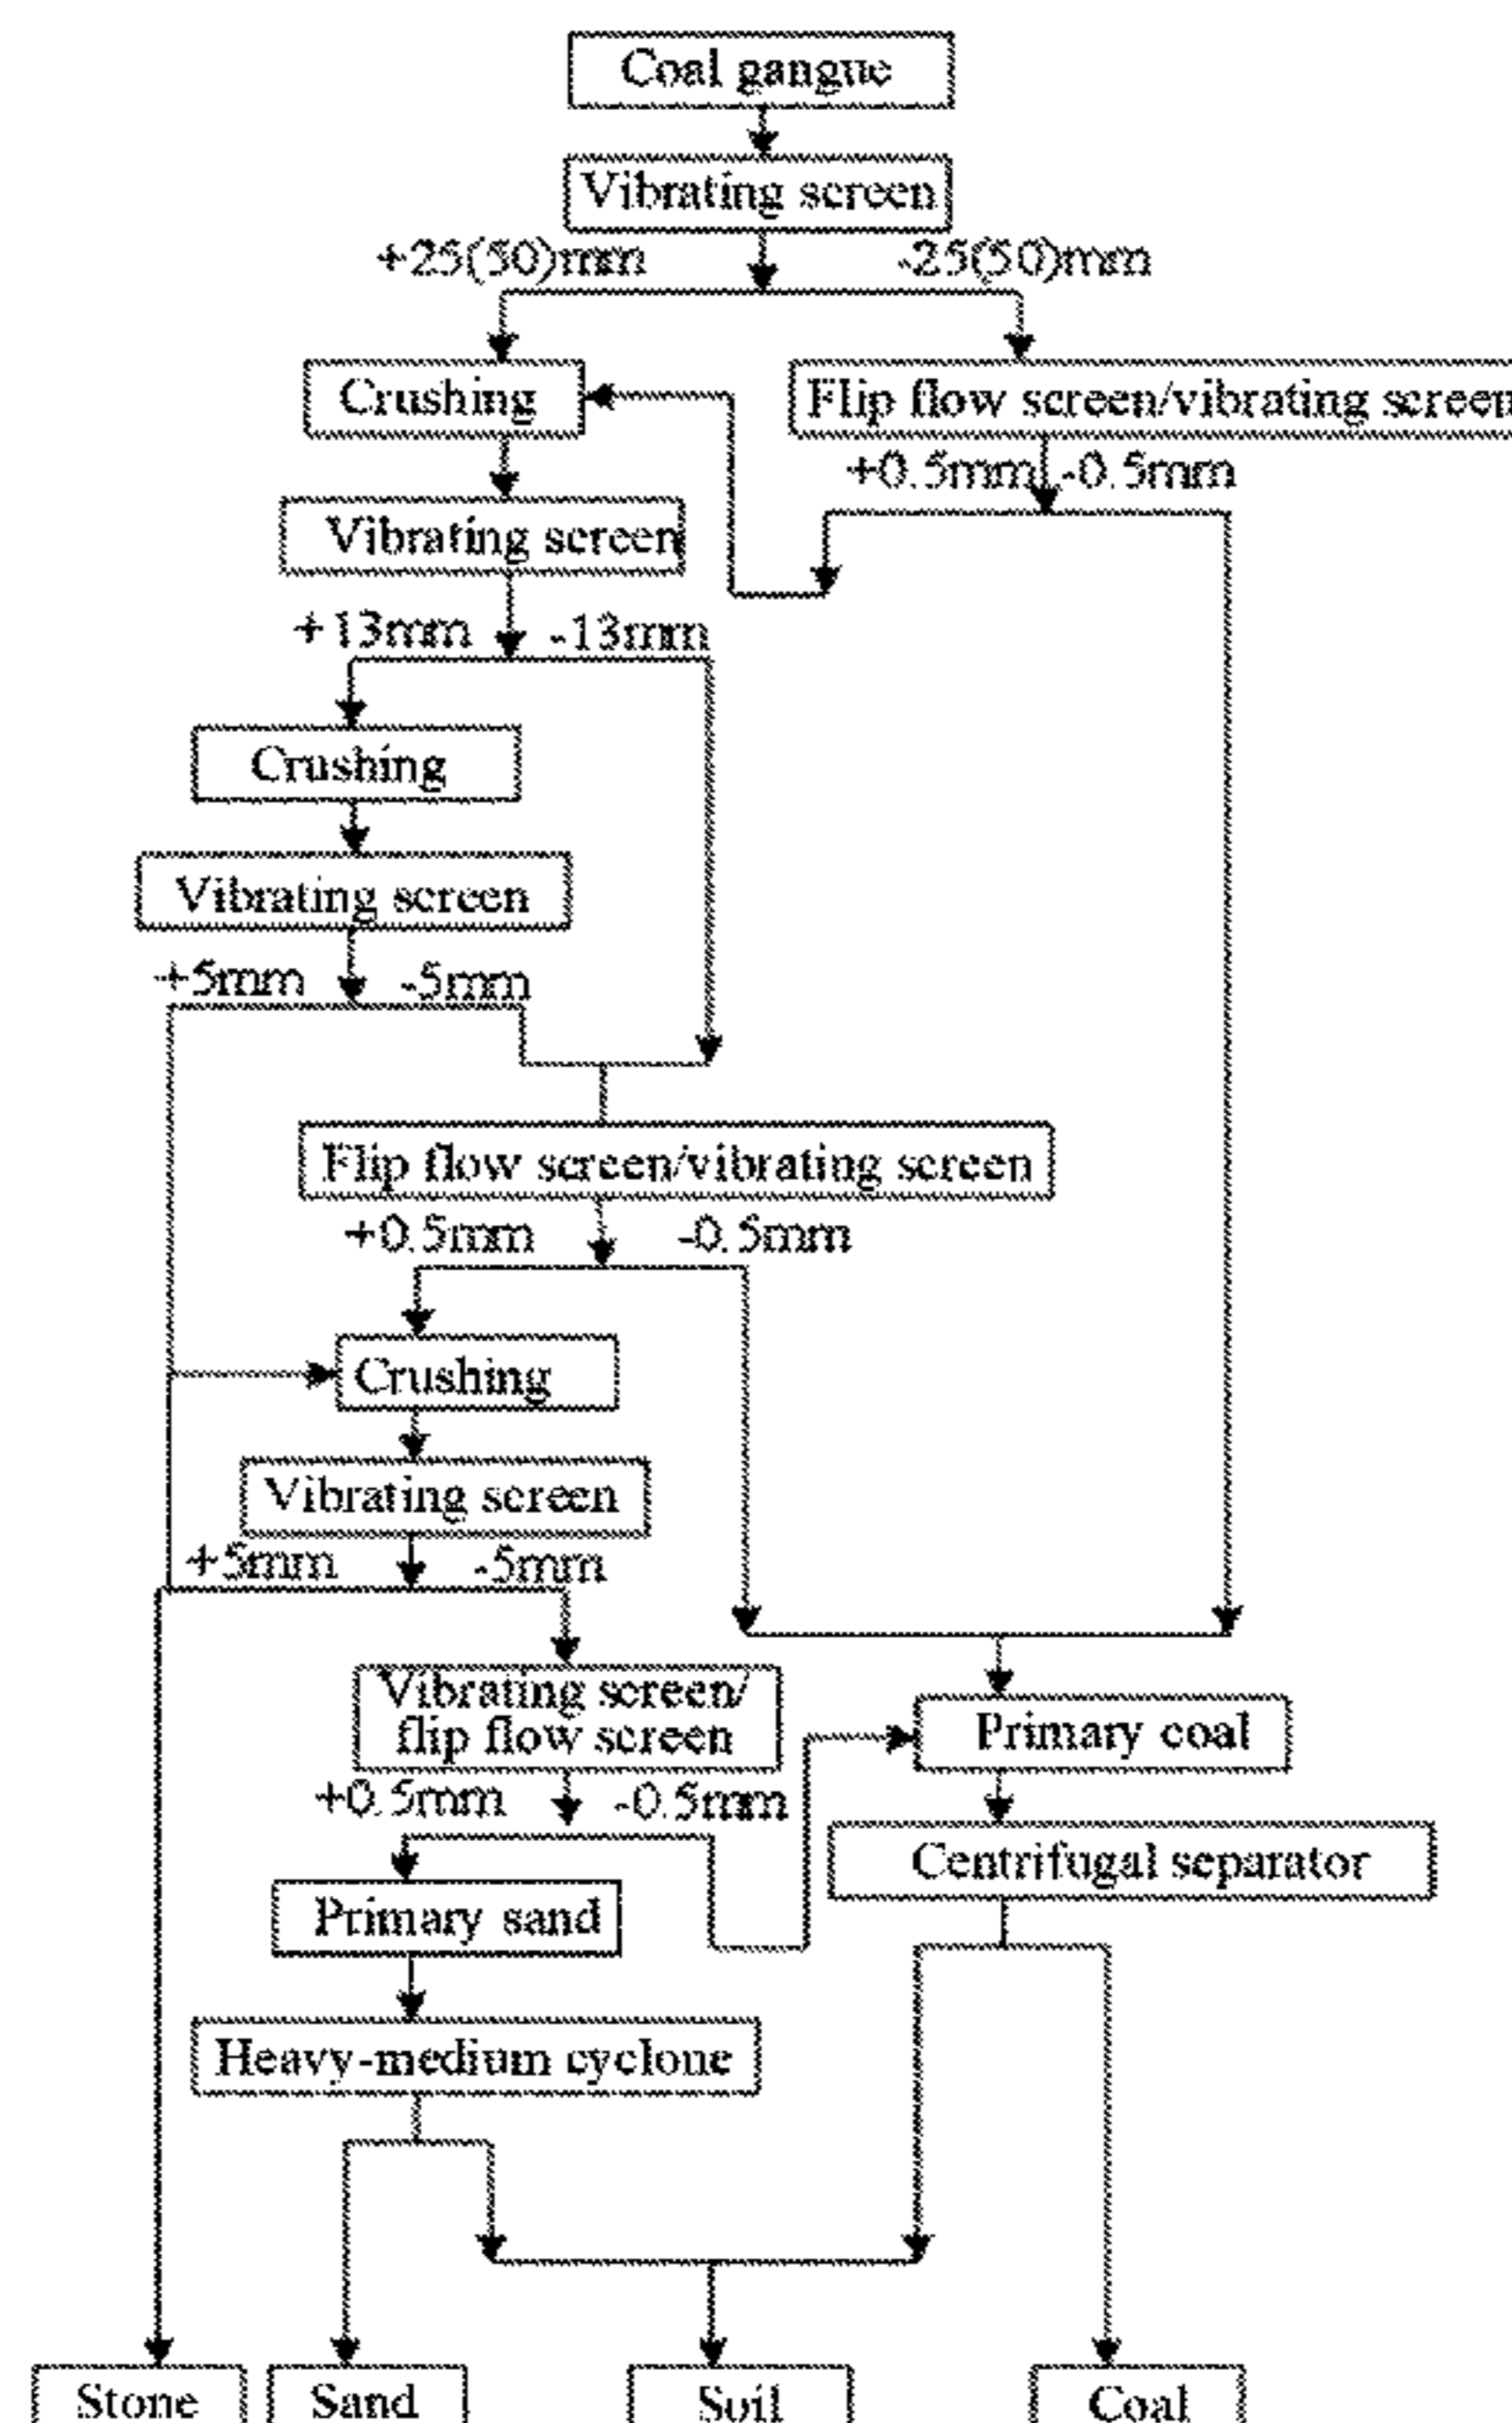 Coal gangue
Vibrating screen
+25(50)mm
-25(50)mm
Crushing
Flip flow screen/vibrating screen
+0.5mm
-0.5mm
Vibrating screen
+13mm
-13mm
Crushing
Vibrating screen
+5mm
-5mm
Flip flow screen/vibrating screen
+0.5mm
-0.5mm
Crushing
Vibrating screen
+5mm
-5mm
Vibrating screen/
flip flow screen
Primary coal
+0.5mm
-0.5mm
Centrifugal separator
Primary sand
Heavy-medium cyclone
Stone
Sand
Soil
Coal